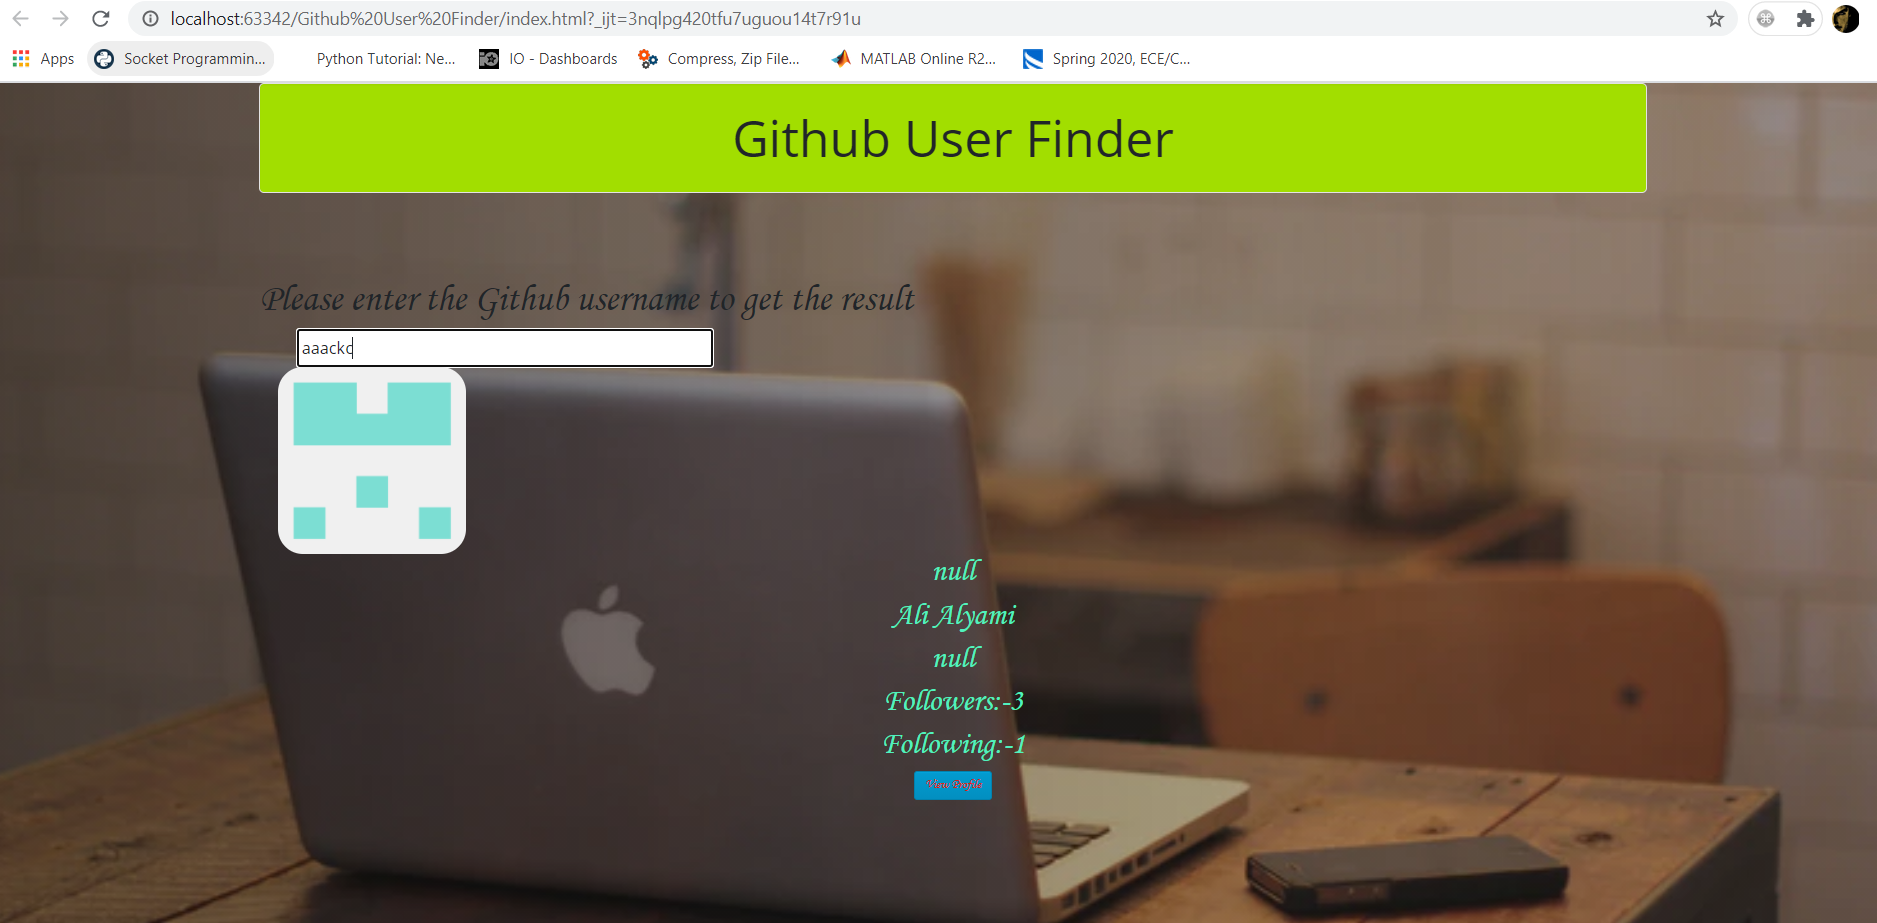 localhost:63342/Github%20User%20Finder/index.html?_ijt=3nqlpg420tfu7uguou14t7r91u
Apps Socket Programmin... Python Tutorial: Ne... IO - Dashboards Compress, Zip File... MATLAB Online R2... Spring 2020, ECE/C...
Github User Finder
Please enter the Github username to get the result
aaackc
null
Ali Alyami
null
Followers:-3
Following:-1
View Profile